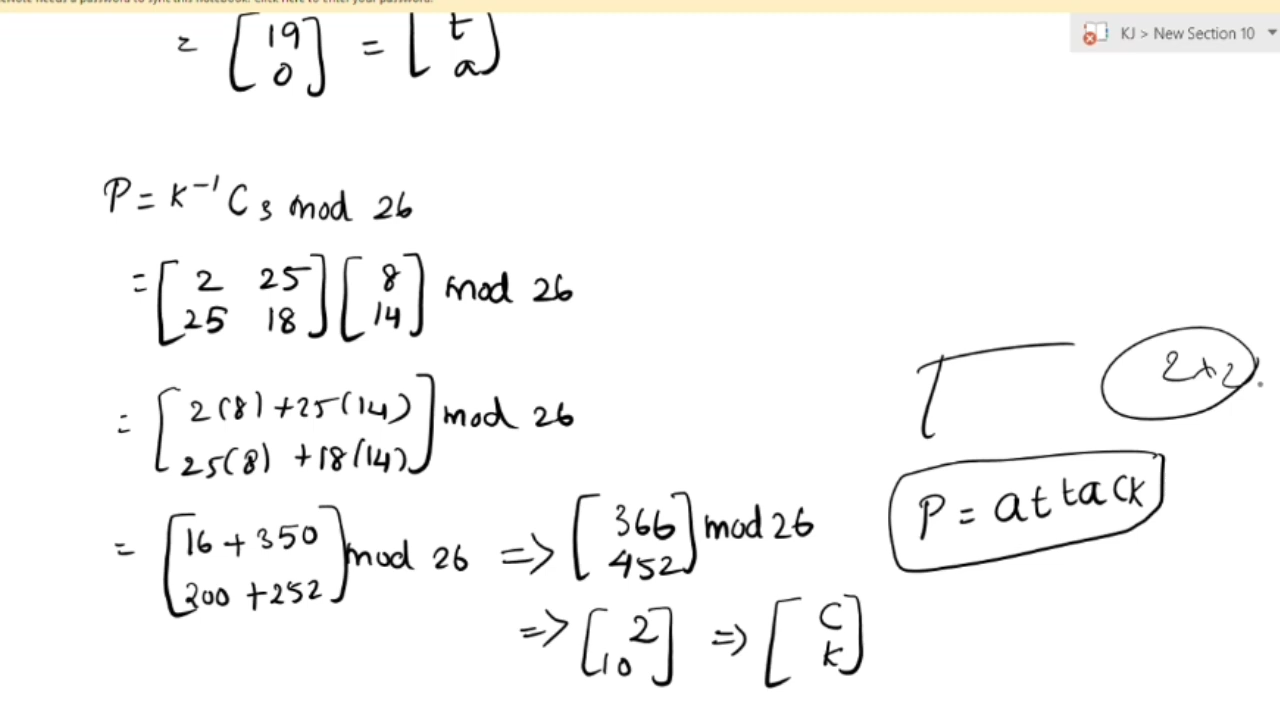 KJ > New Section 10
= [19 0] = [t a]
P = K⁻¹ C₃ mod 26
= [2 25 25 18] [8 14] mod 26
= [2(8) + 25(14) 25(8) + 18(14)] mod 26
2x2
P = attack
= [16 + 350 200 + 252] mod 26 => [366 452] mod 26
=> [2 10] => [C K]